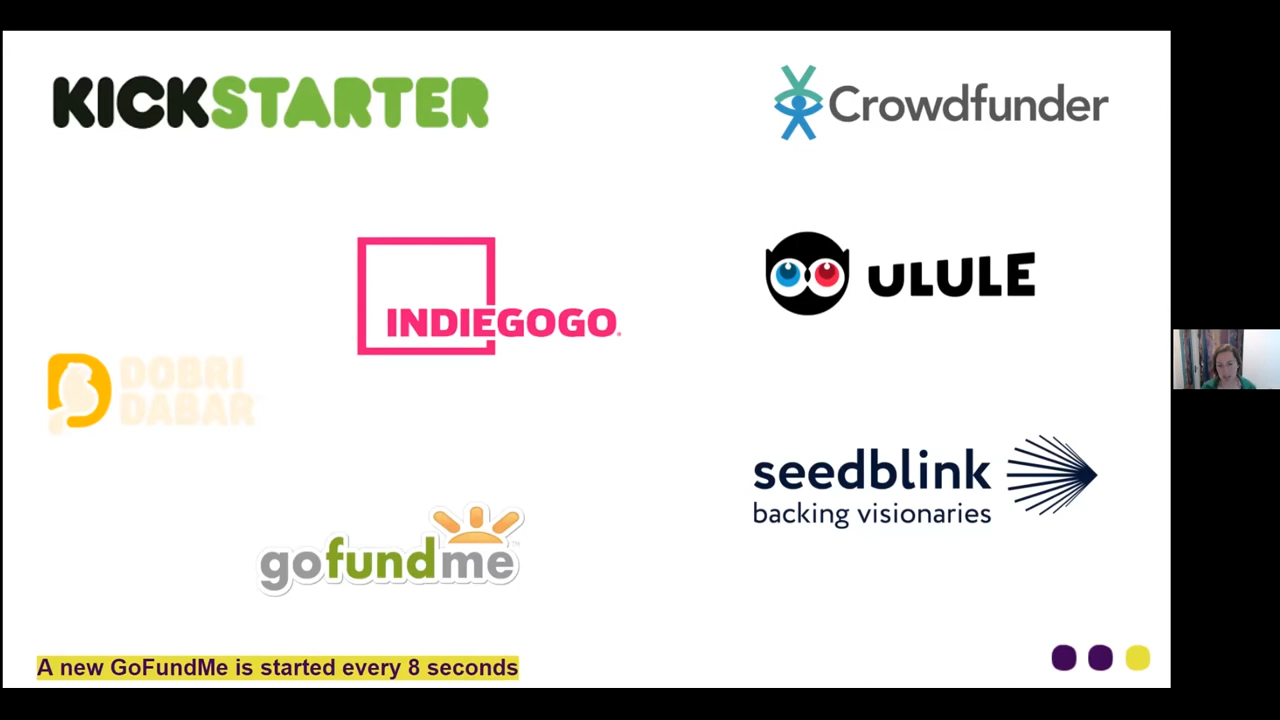 KICKSTARTER
Crowdfunder
INDIEGOGO
ULULE
DOBRI
DABAR
seedblink
backing visionaries
gofundme
A new GoFundMe is started every 8 seconds